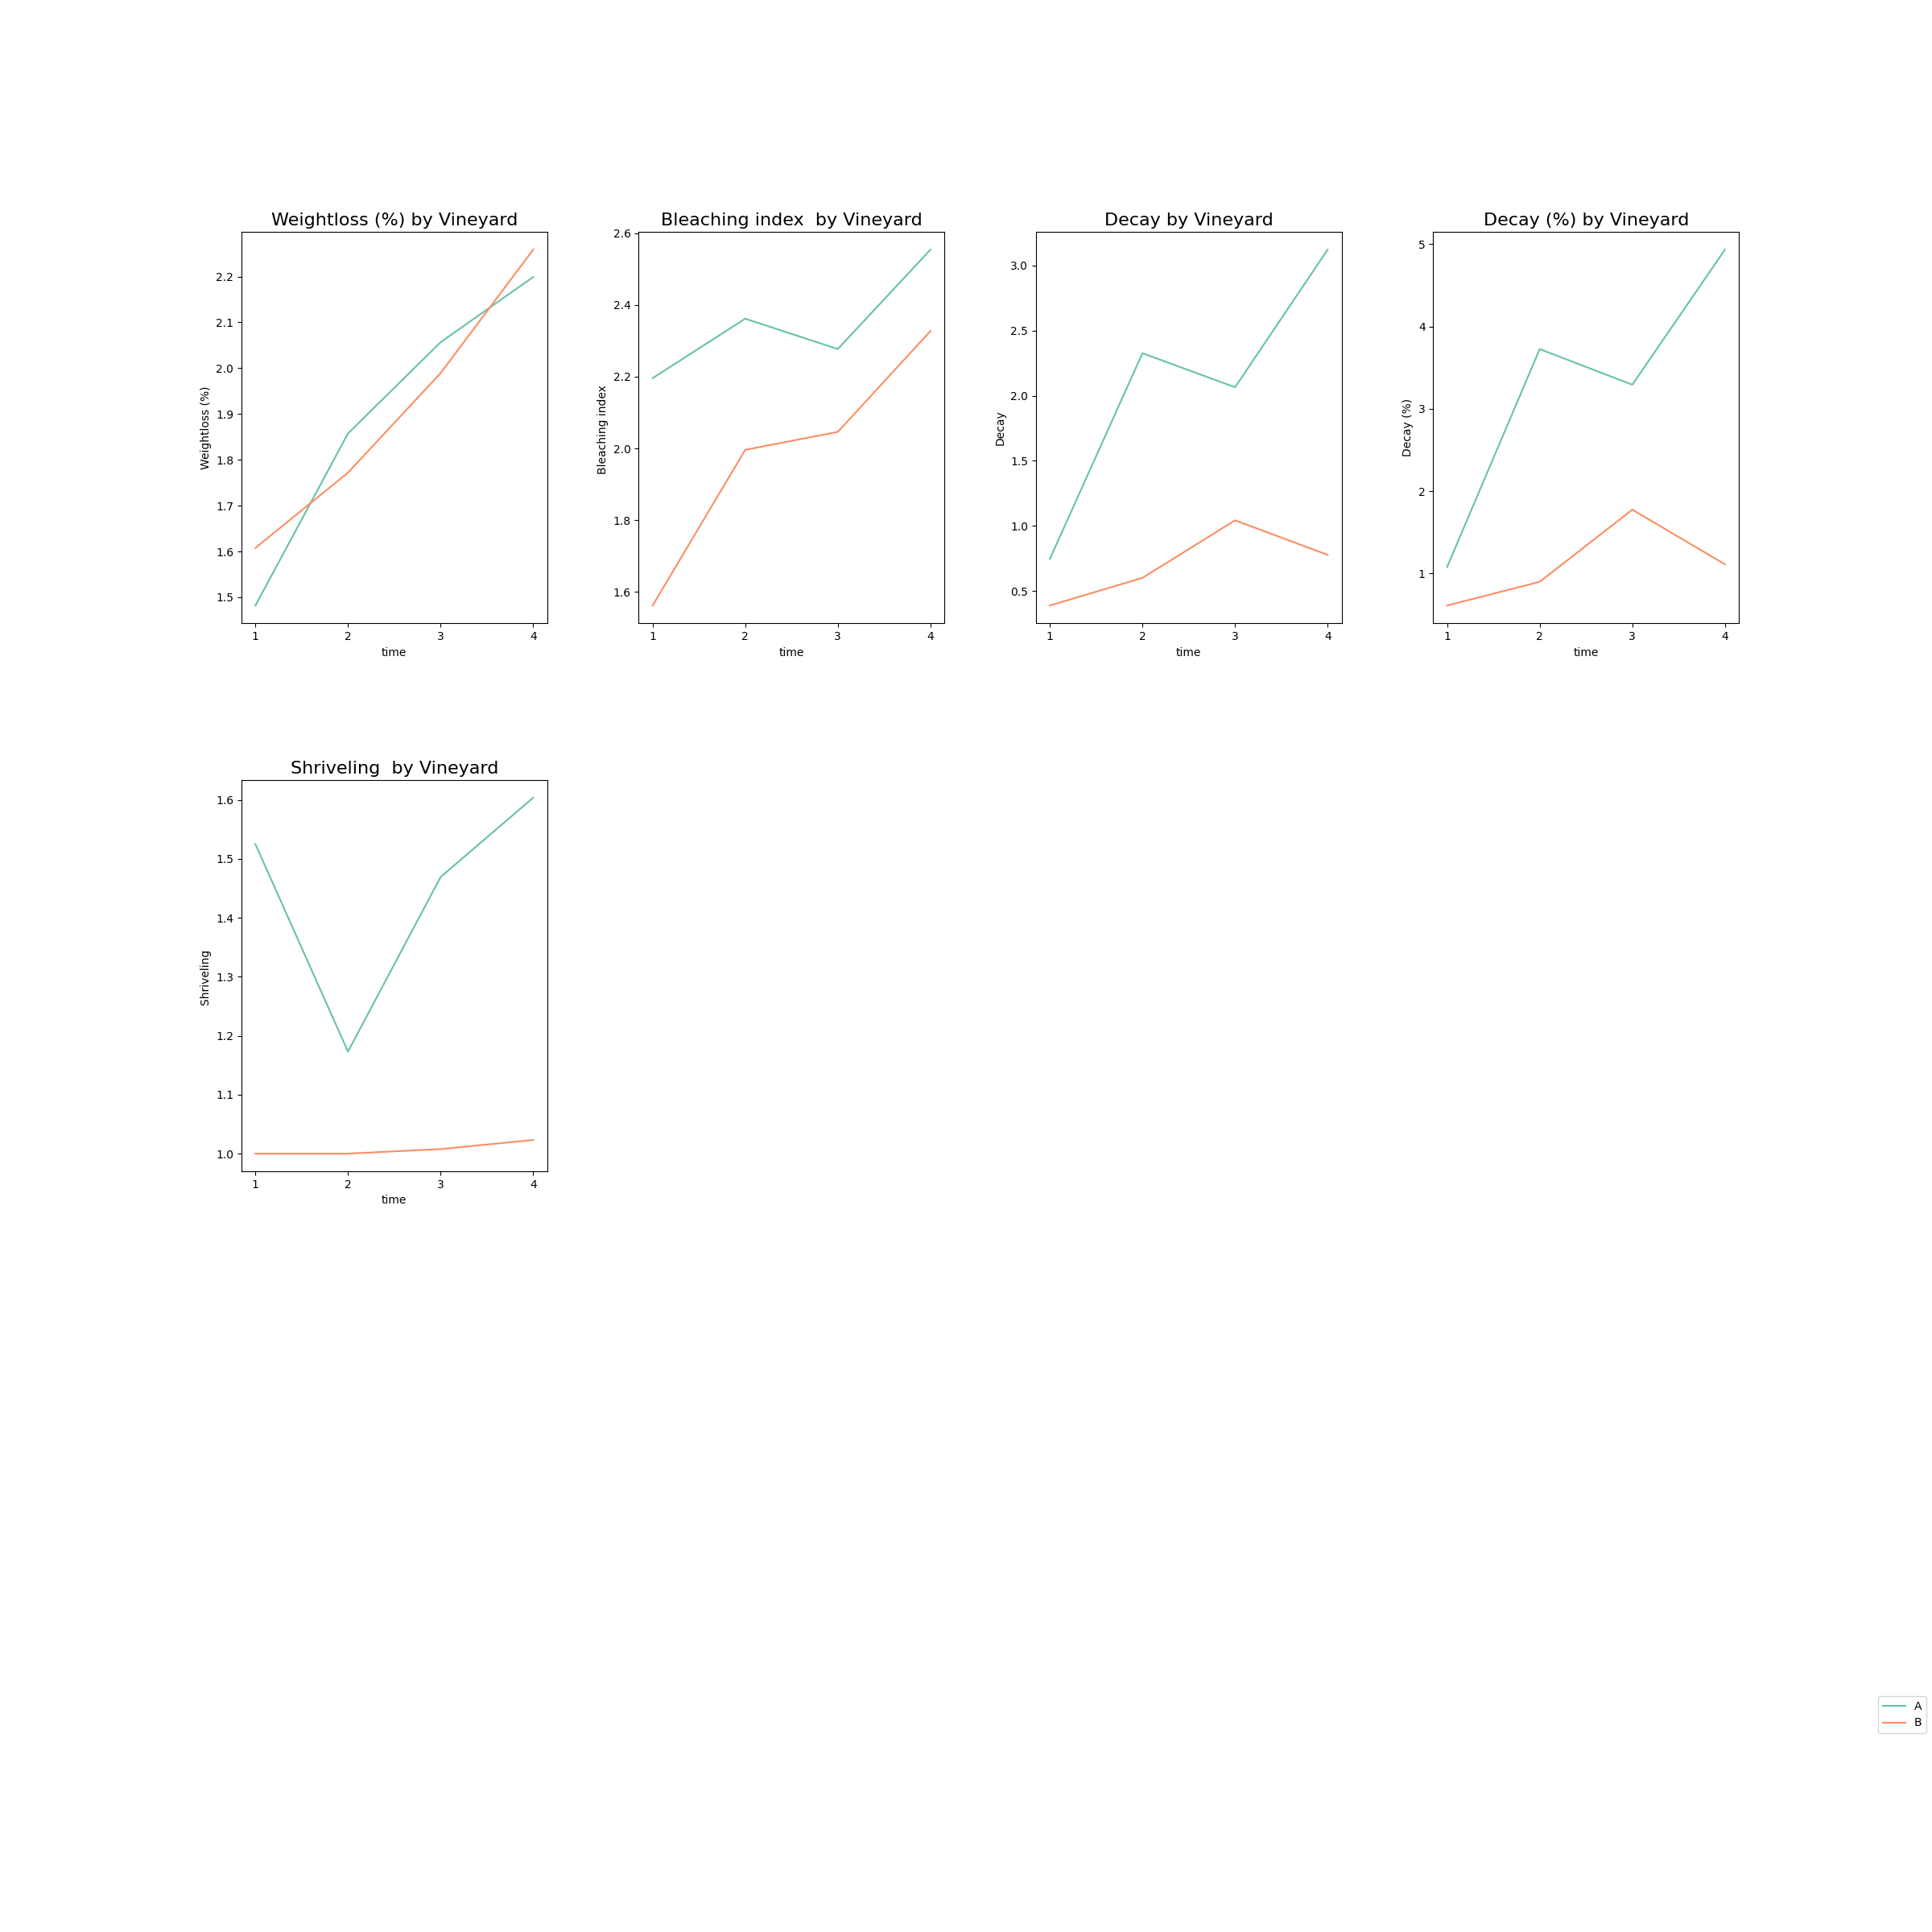 Weightloss (%) by Vineyard
Weightloss (%)
2.2
2.1
2.0
1.9
1.8
1.7
1.6
1.5
1 2 3 4
time
Bleaching index  by Vineyard
Bleaching index
2.6
2.4
2.2
2.0
1.8
1.6
1 2 3 4
time
Decay by Vineyard
Decay
3.0
2.5
2.0
1.5
1.0
0.5
1 2 3 4
time
Decay (%) by Vineyard
Decay (%)
5
4
3
2
1
1 2 3 4
time
Shriveling  by Vineyard
Shriveling
1.6
1.5
1.4
1.3
1.2
1.1
1.0
1 2 3 4
time
A
B